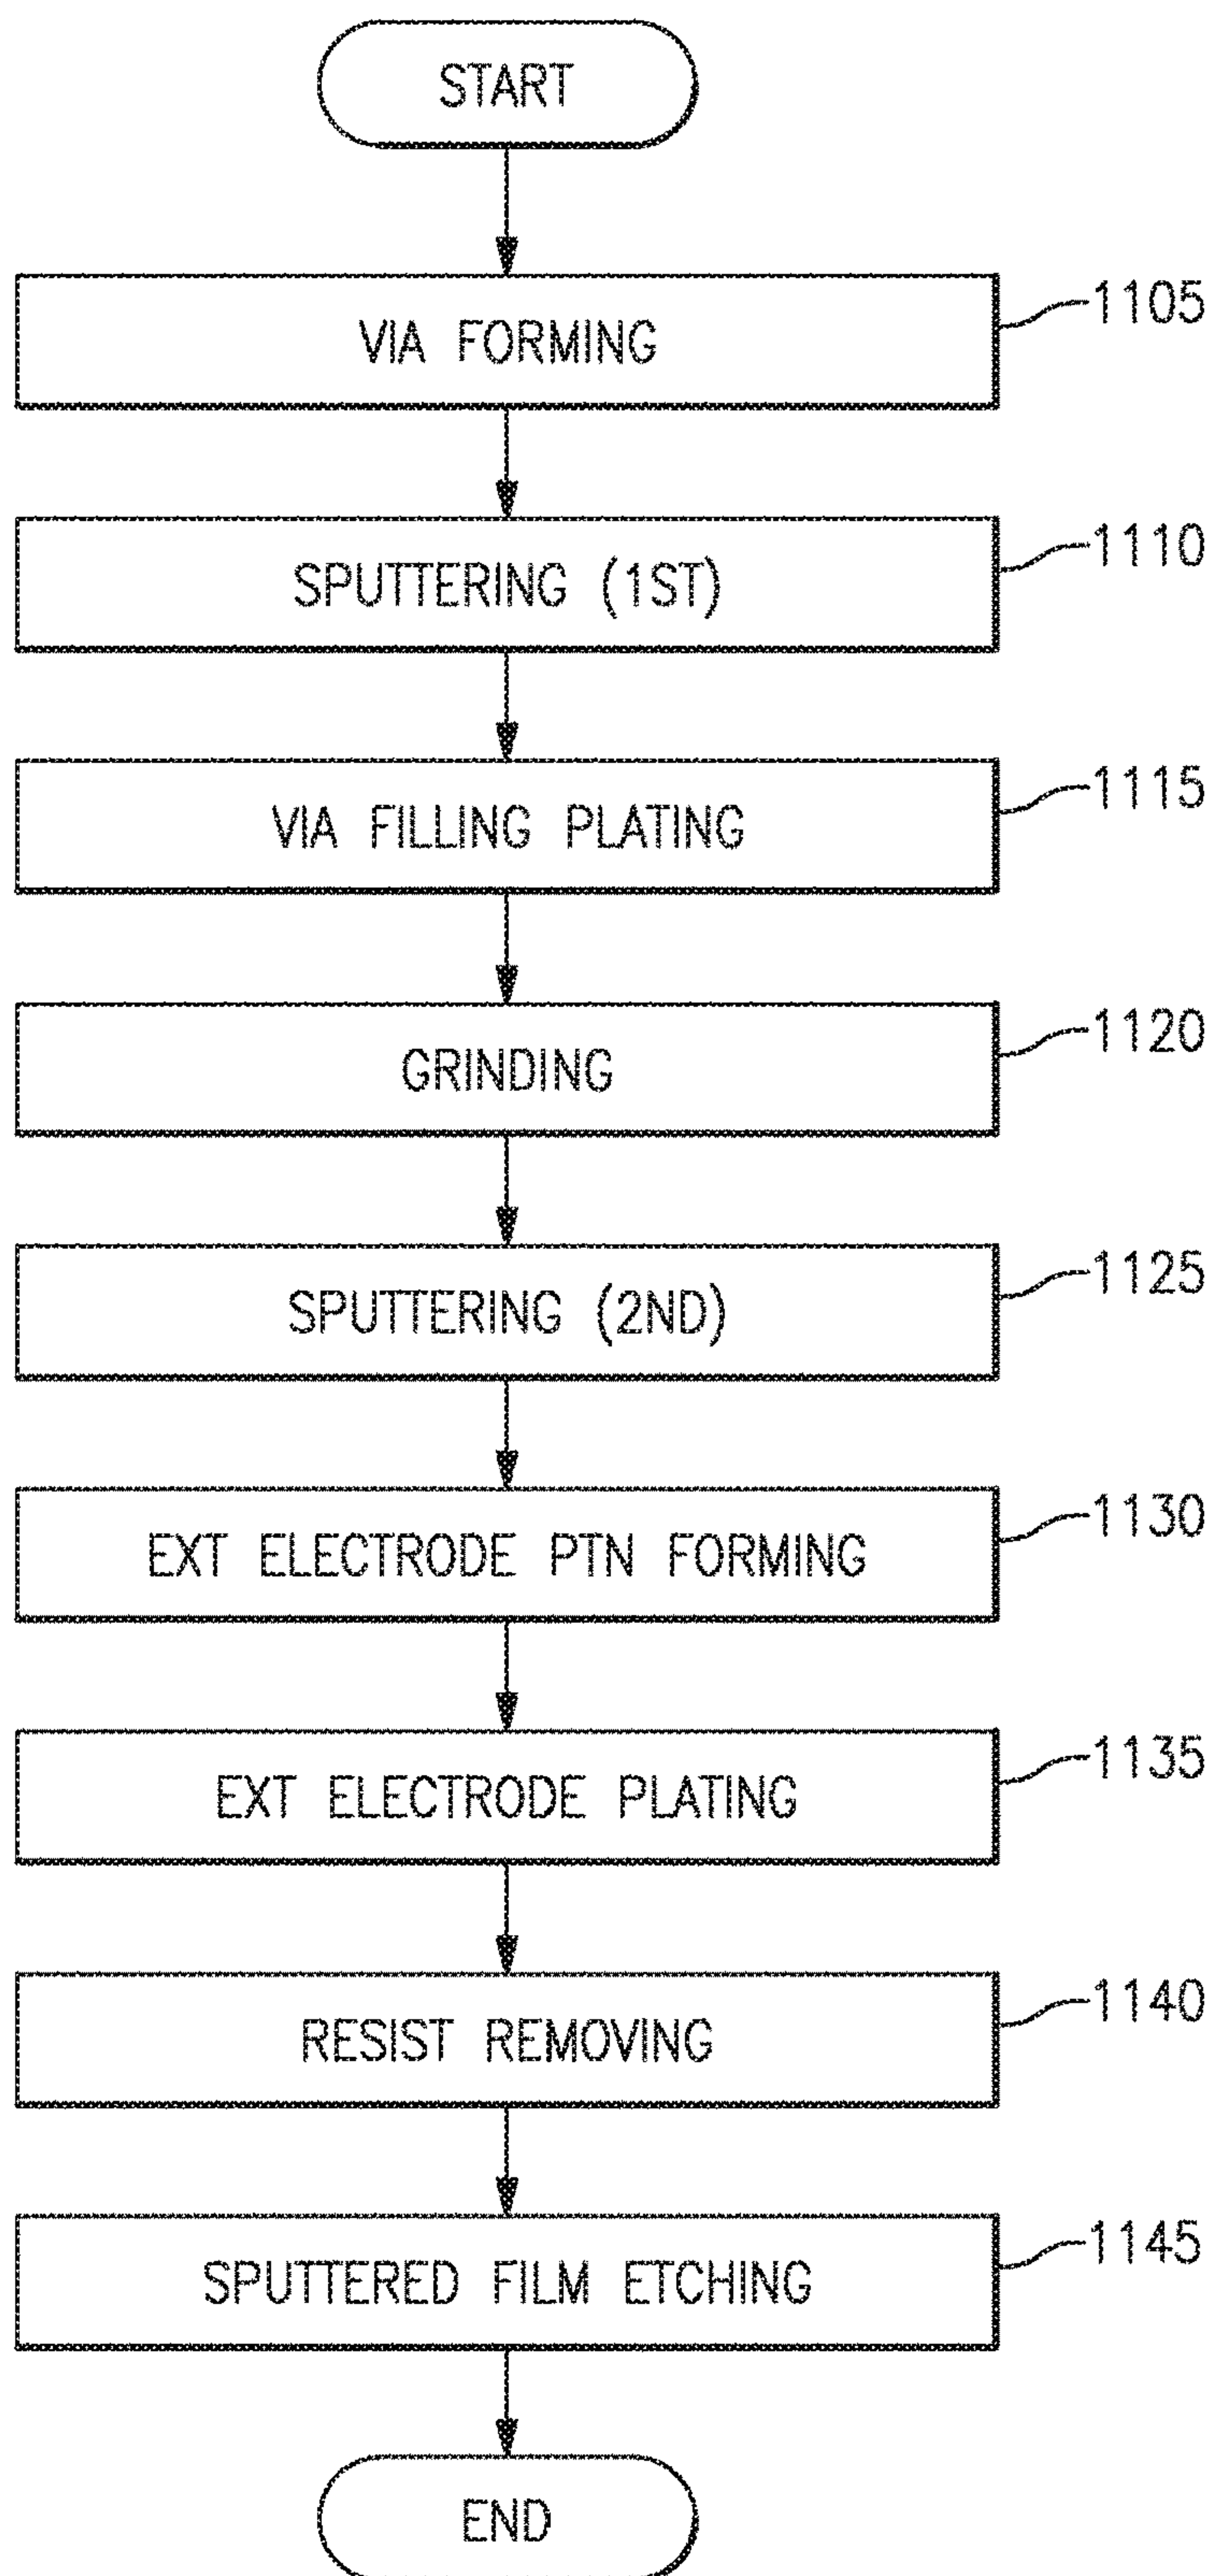 START
VIA FORMING
1105
SPUTTERING (1ST)
1110
VIA FILLING PLATING
1115
GRINDING
1120
SPUTTERING (2ND)
1125
EXT ELECTRODE PTN FORMING
1130
EXT ELECTRODE PLATING
1135
RESIST REMOVING
1140
SPUTTERED FILM ETCHING
1145
END